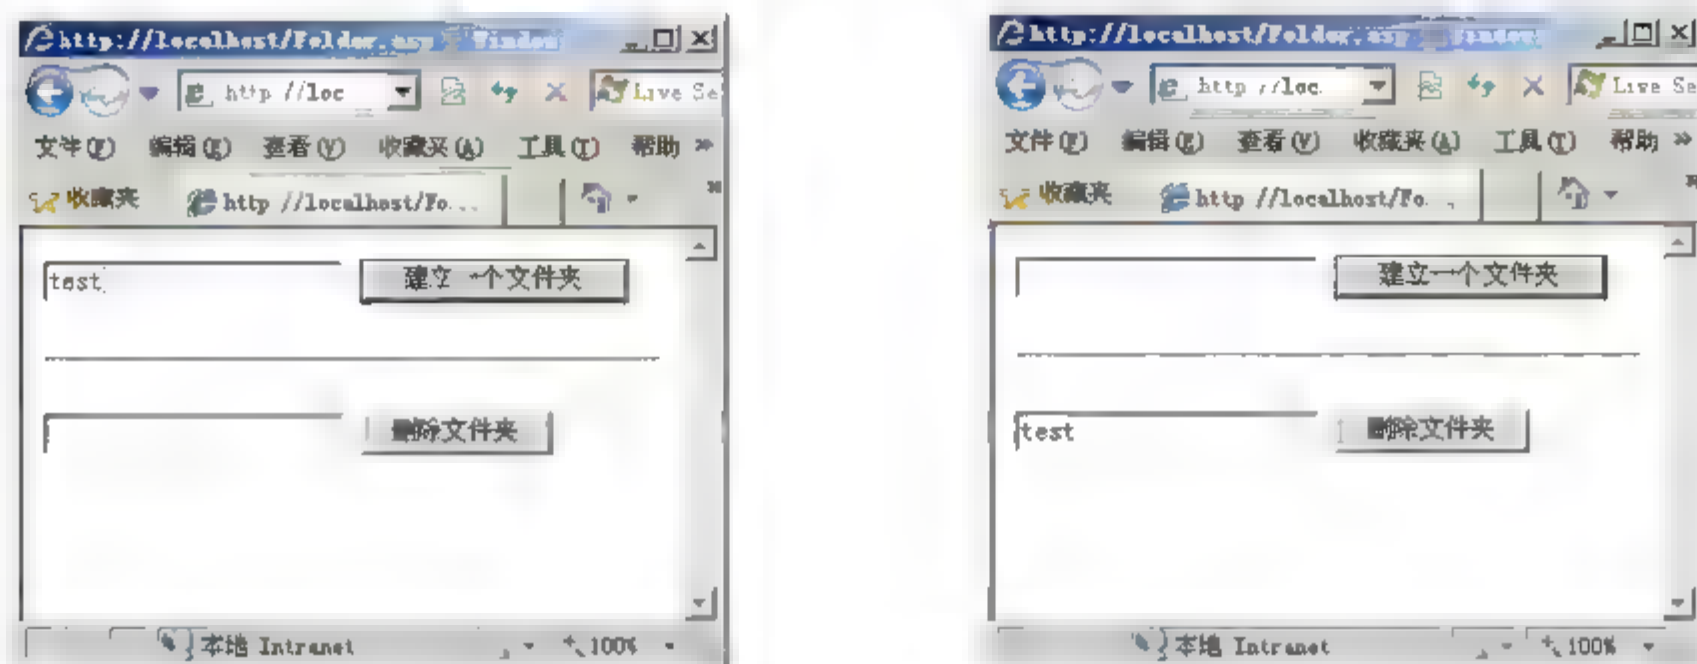 http://localhost/Folder.asp - Window
http://loc
Live Se
文件(F) 编辑(E) 查看(V) 收藏夹(A) 工具(T) 帮助 »
收藏夹 http://localhost/Fo...
test 建立一个文件夹
删除文件夹
本地 Intranet 100%
http://localhost/Folder.asp - Window
http://loc
Live Se
文件(F) 编辑(E) 查看(V) 收藏夹(A) 工具(T) 帮助 »
收藏夹 http://localhost/Fo...
建立一个文件夹
test 删除文件夹
本地 Intranet 100%